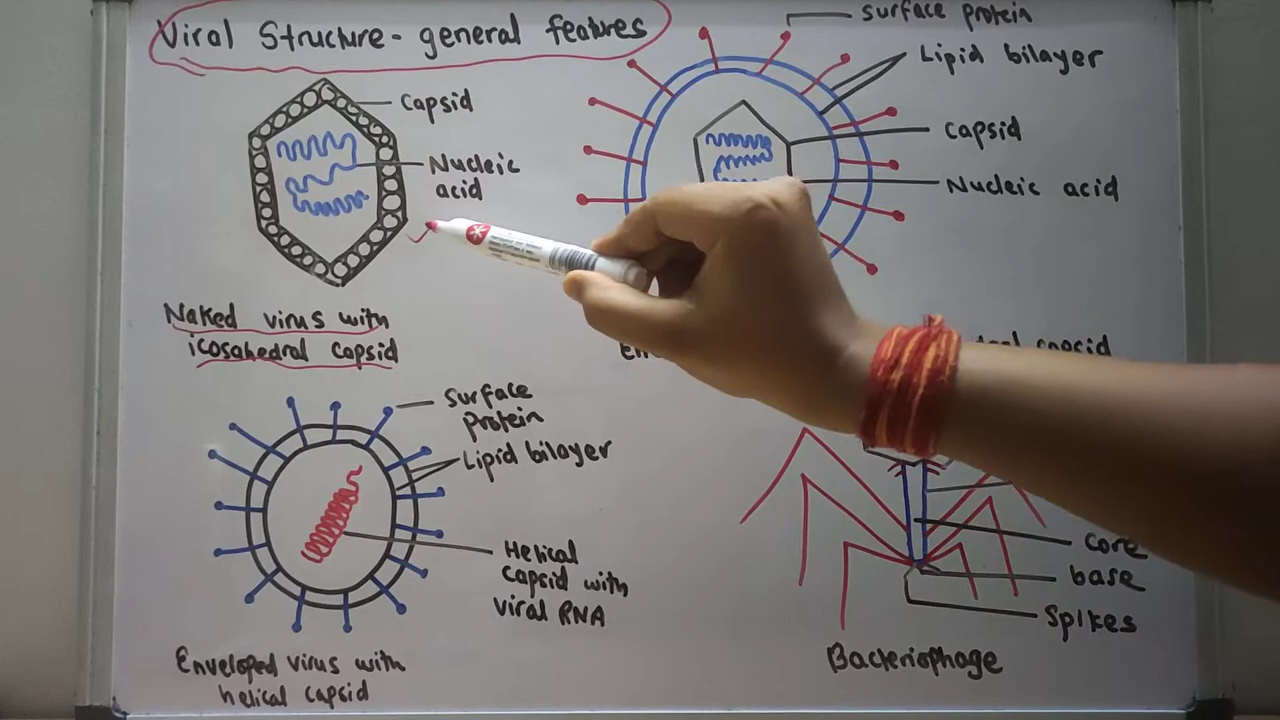 Viral Structure - general features
Capsid
Nucleic
acid
Naked virus with
icosahedral capsid
Surface protein
Lipid bilayer
Capsid
Nucleic acid
Surface
protein
Lipid bilayer
Helical
Capsid with
viral RNA
Enveloped virus with
helical capsid
core
base
Spikes
Bacteriophage